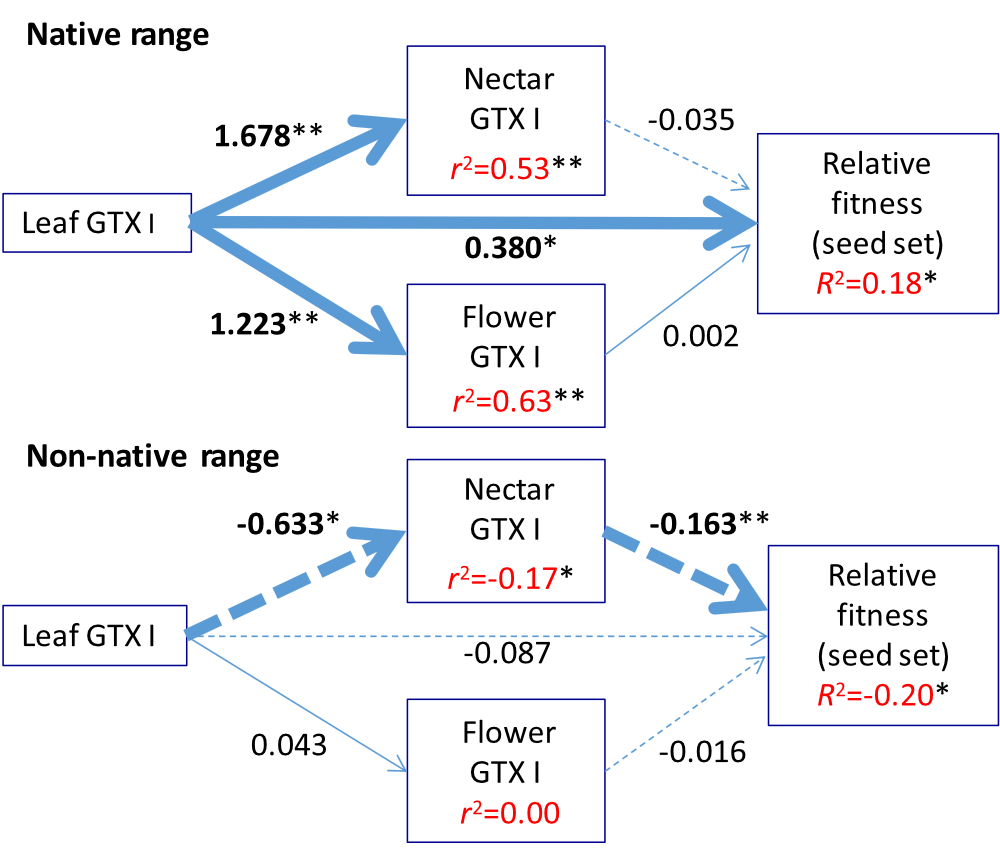 Native range
Nectar
GTX I
r²=0.53**
1.678**
-0.035
Leaf GTX I
0.380*
Relative
fitness
(seed set)
R²=0.18*
1.223**
Flower
GTX I
r²=0.63**
0.002
Non-native range
Nectar
GTX I
r²=-0.17*
-0.633*
-0.163**
Leaf GTX I
-0.087
Relative
fitness
(seed set)
R²=-0.20*
0.043
Flower
GTX I
r²=0.00
-0.016